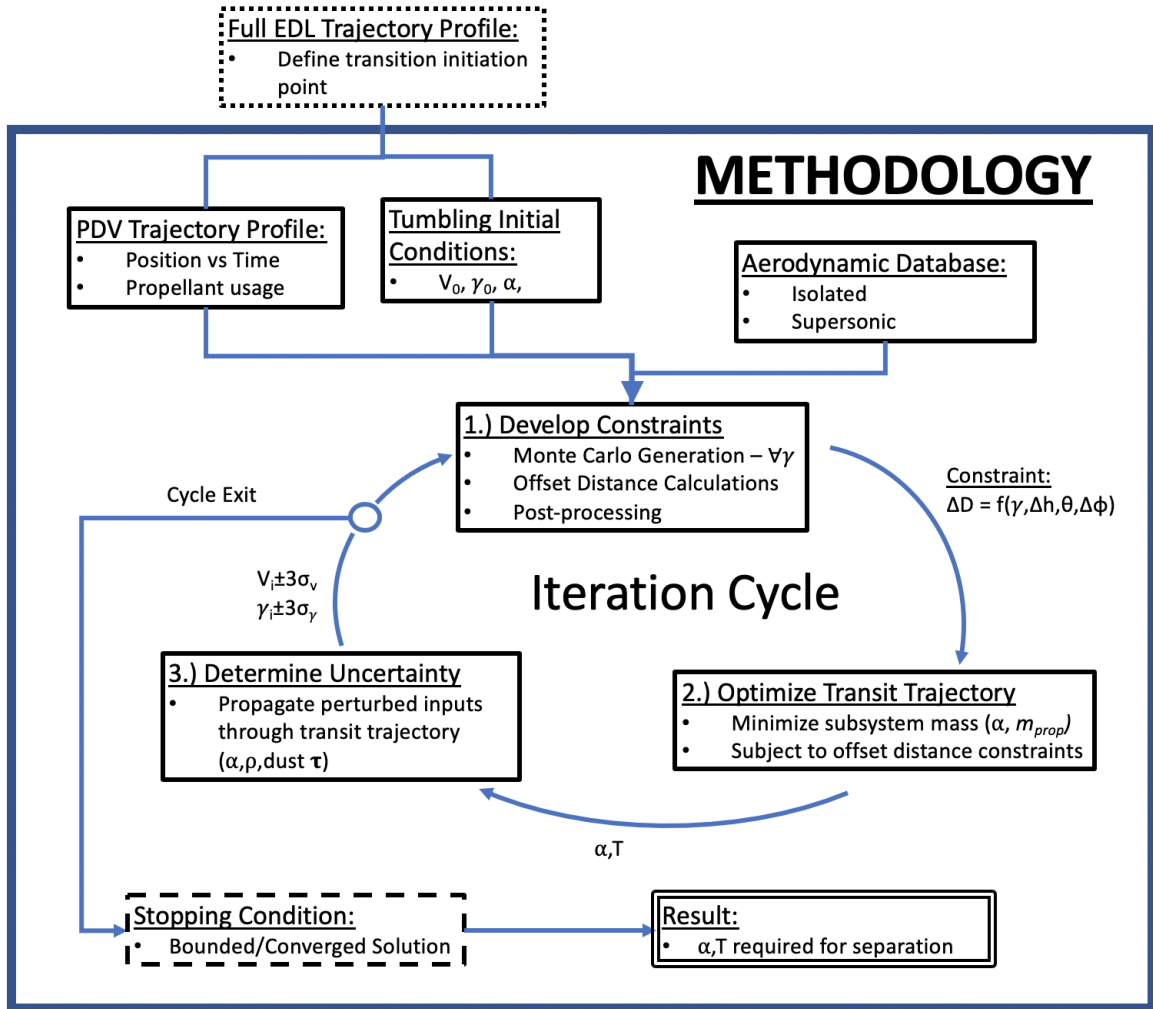 Full EDL Trajectory Profile:
• Define transition initiation
point
METHODOLOGY
PDV Trajectory Profile:
• Position vs Time
• Propellant usage
Tumbling Initial
Conditions:
• V₀, γ₀, α,
Aerodynamic Database:
• Isolated
• Supersonic
1.) Develop Constraints
• Monte Carlo Generation – ∀γ
• Offset Distance Calculations
• Post-processing
Constraint:
ΔD = f(γ,Δh,θ,Δϕ)
Cycle Exit
Vᵢ±3σᵥ
γᵢ±3σᵧ
Iteration Cycle
3.) Determine Uncertainty
• Propagate perturbed inputs
through transit trajectory
(α,ρ,dust τ)
2.) Optimize Transit Trajectory
• Minimize subsystem mass (α, m_prop)
• Subject to offset distance constraints
α,T
Stopping Condition:
• Bounded/Converged Solution
Result:
• α,T required for separation